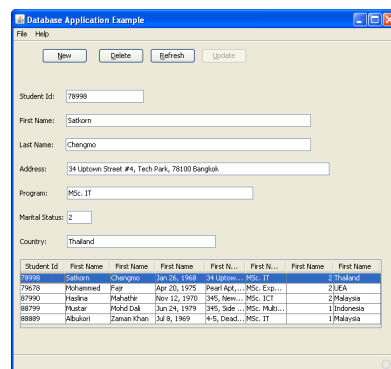 Database Application Example
File Help
New Delete Refresh Update
Student Id: 78998
First Name: Satkorn
Last Name: Chengmo
Address: 34 Uptown Street #4, Tech Park, 78100 Bangkok
Program: MSc. IT
Marital Status: 2
Country: Thailand
Student Id First Name First Name First Name First N... First N... First Name First Name
78998 Satkorn Chengmo Jan 26, 1968 34 Uptow... MSc. IT 2 Thailand
79678 Mohammed Fajr Apr 20, 1975 Pearl Apt,... MSc. Exp... 2 UEA
87990 Haslina Mahathir Nov 12, 1970 345, New... MSc. ICT 2 Malaysia
88799 Mustar Mohd Dali Jun 24, 1979 345, Side ... MSc. Multi... 1 Indonesia
88889 Albukori Zaman Khan Jul 8, 1969 4-5, Dead... MSc. IT 1 Malaysia